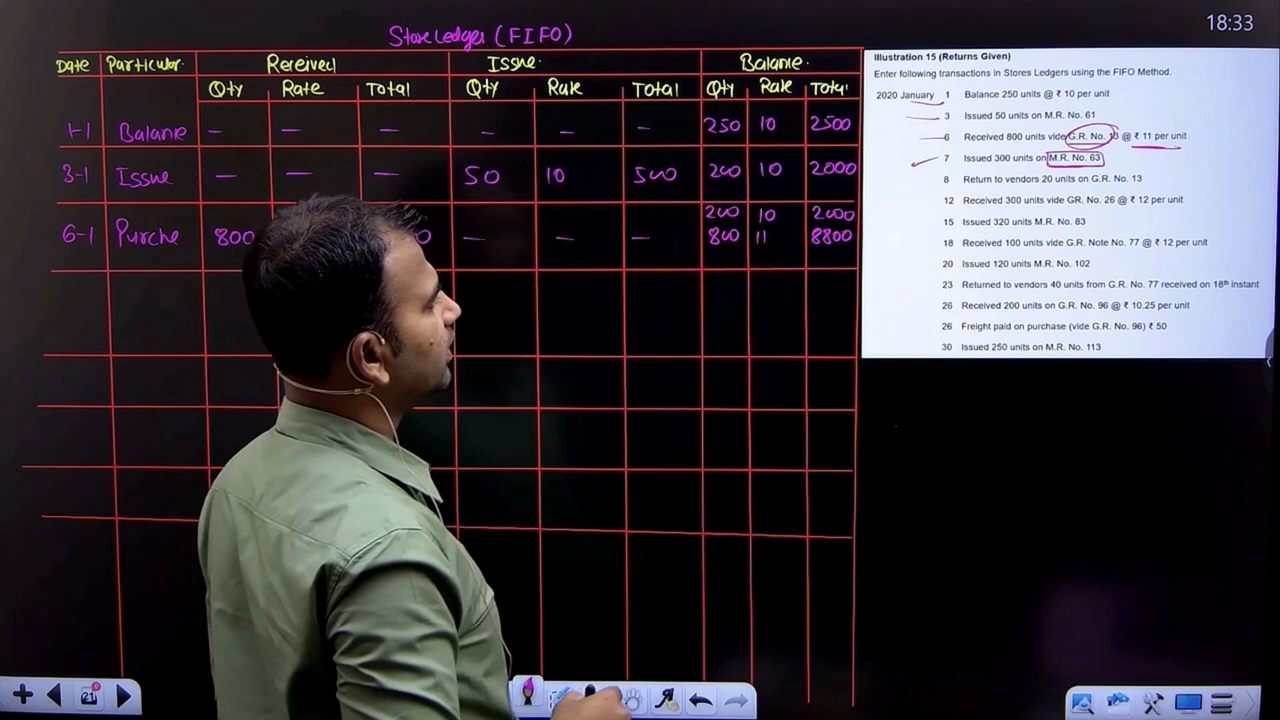 18:33
Store Ledger (FIFO)
Date Particular. Received Issue. Balance.
Qty Rate Total Qty Rate Total Qty Rate Total
1-1 Balance - - - - - - 250 10 2500
3-1 Issue - - - 50 10 500 200 10 2000
200 10 2000
6-1 Purche 800 0 - - - 800 11 8800
Illustration 15 (Returns Given)
Enter following transactions in Stores Ledgers using the FIFO Method.
2020 January 1 Balance 250 units @ ₹ 10 per unit
3 Issued 50 units on M.R. No. 61
6 Received 800 units vide G.R. No. 13 @ ₹ 11 per unit
7 Issued 300 units on M.R. No. 63
8 Return to vendors 20 units on G.R. No. 13
12 Received 300 units vide GR. No. 26 @ ₹ 12 per unit
15 Issued 320 units M.R. No. 83
18 Received 100 units vide G.R. Note No. 77 @ ₹ 12 per unit
20 Issued 120 units M.R. No. 102
23 Returned to vendors 40 units from G.R. No. 77 received on 18th instant
26 Received 200 units on G.R. No. 96 @ ₹ 10.25 per unit
26 Freight paid on purchase (vide G.R. No. 96) ₹ 50
30 Issued 250 units on M.R. No. 113
21